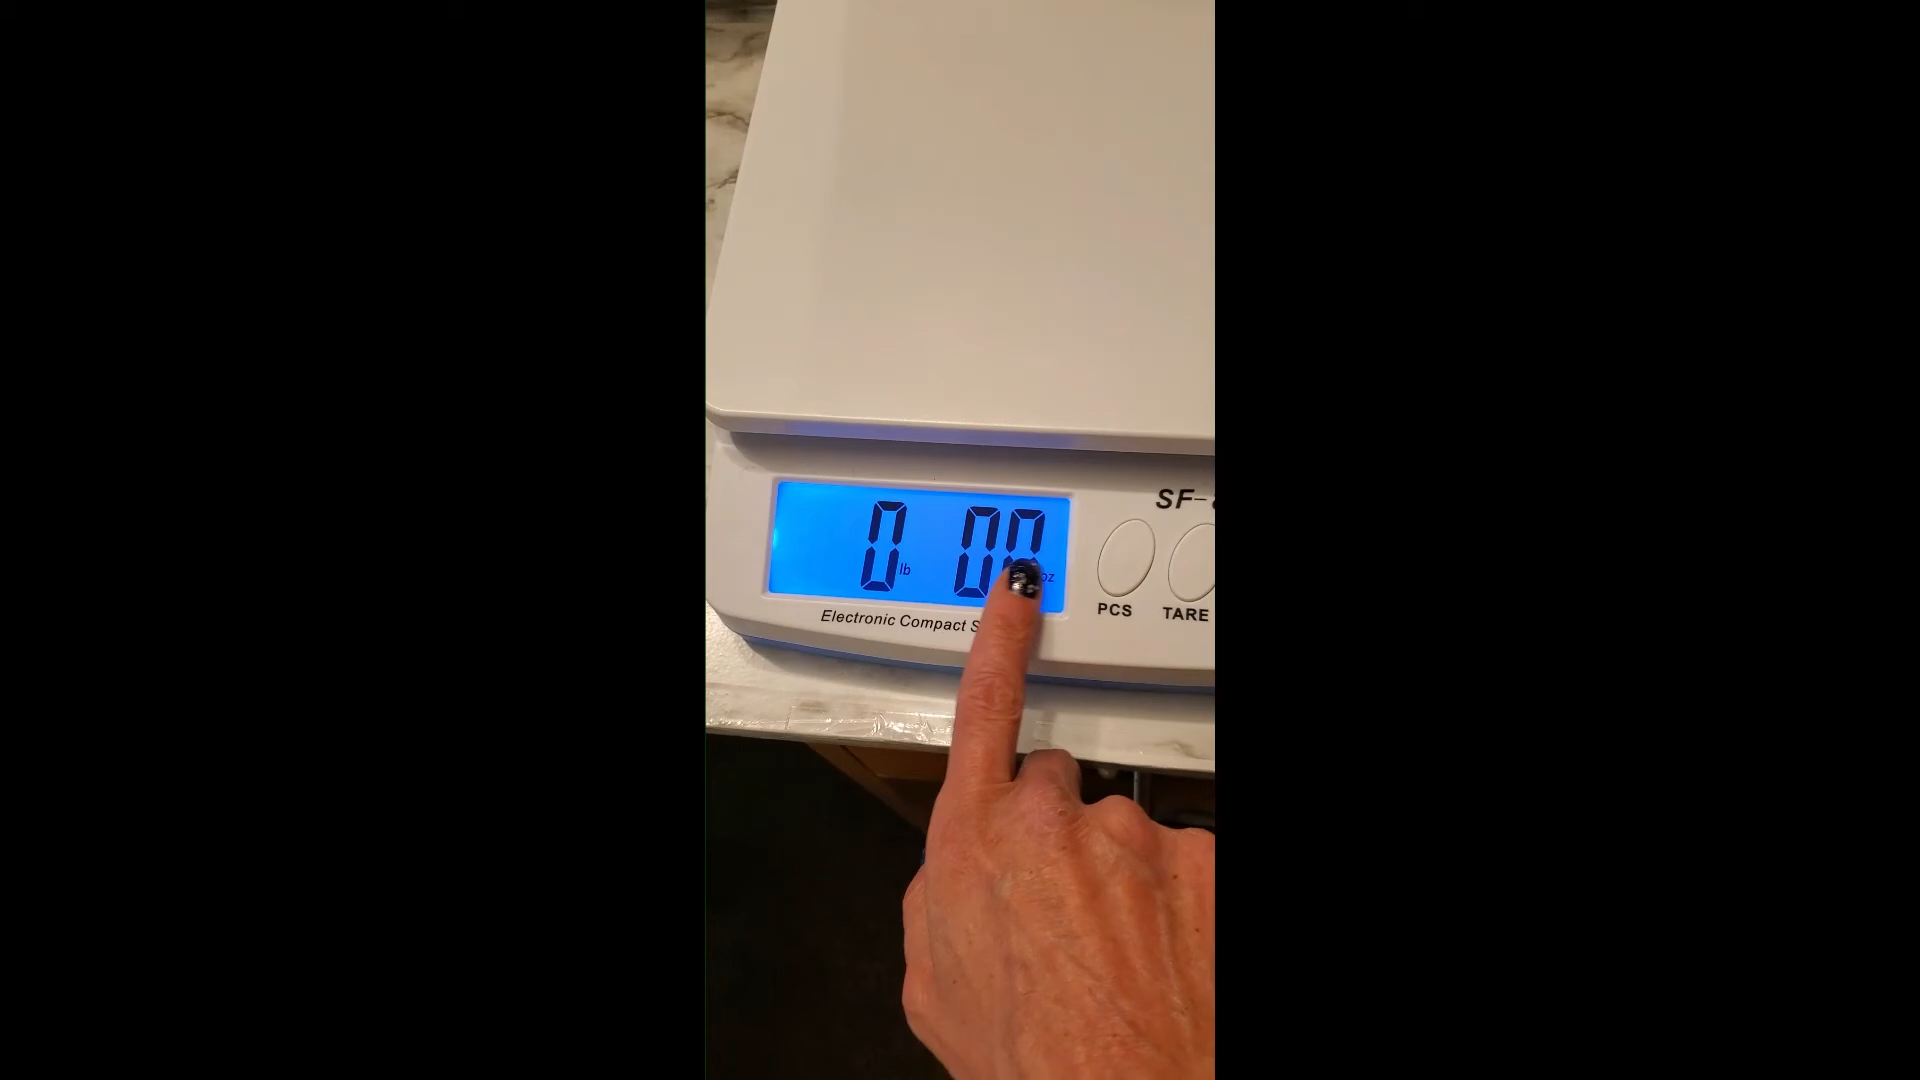 SF-
0 lb 00 oz
PCS TARE
Electronic Compact